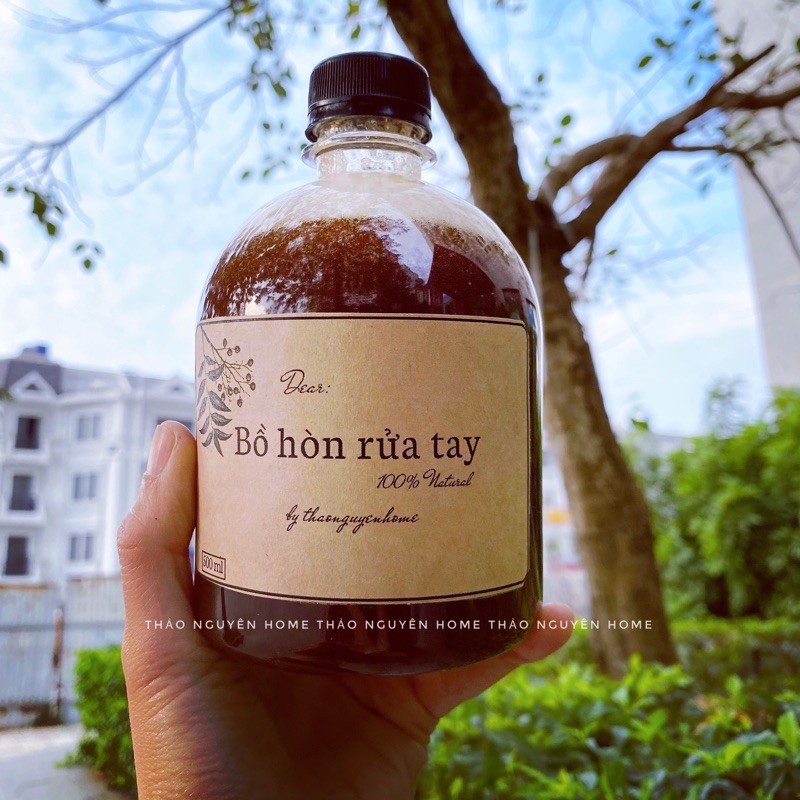 Dear:
Bồ hòn rửa tay
100% Natural
by thaonguyenhome
500 ml
THẢO NGUYÊN HOME THẢO NGUYÊN HOME THẢO NGUYÊN HOME